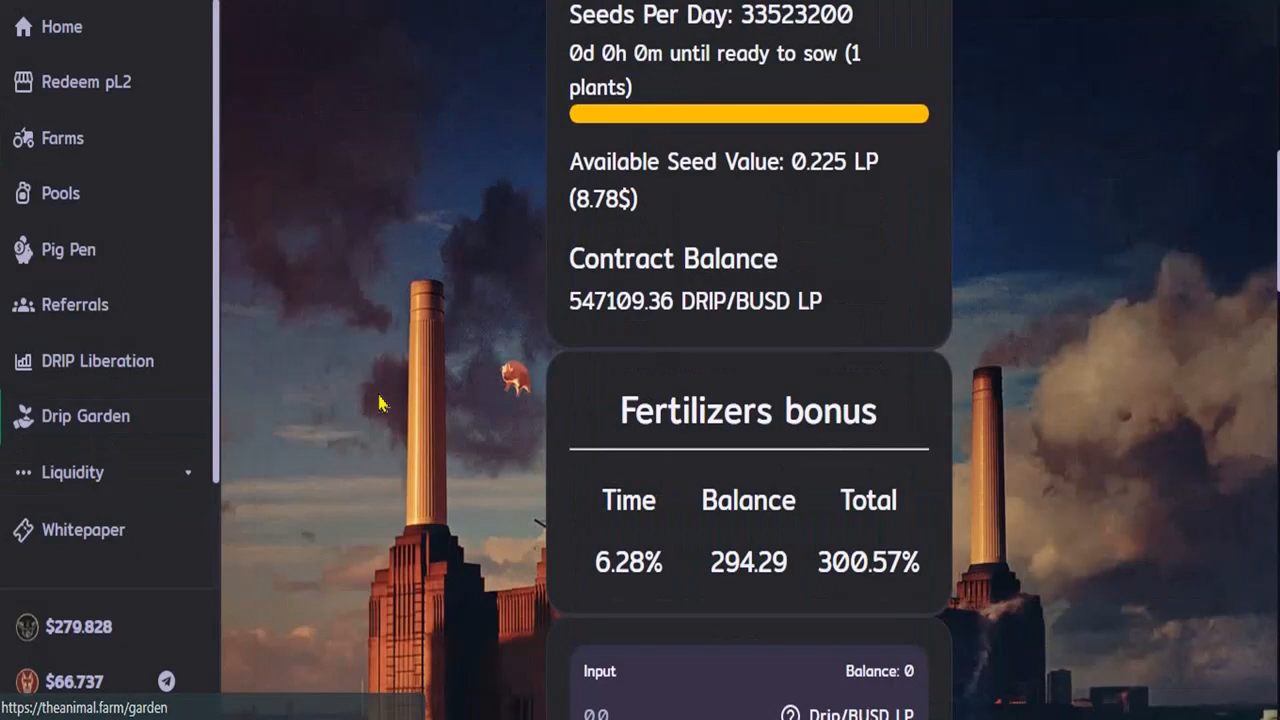 Home
Redeem pL2
Farms
Pools
Pig Pen
Referrals
DRIP Liberation
Drip Garden
Liquidity
Whitepaper
$279.828
$66.737
https://theanimal.farm/garden
Seeds Per Day: 33523200
0d 0h 0m until ready to sow (1
plants)
Available Seed Value: 0.225 LP
(8.78$)
Contract Balance
547109.36 DRIP/BUSD LP
Fertilizers bonus
Time Balance Total
6.28% 294.29 300.57%
Input Balance: 0
0.0 Drip/BUSD LP